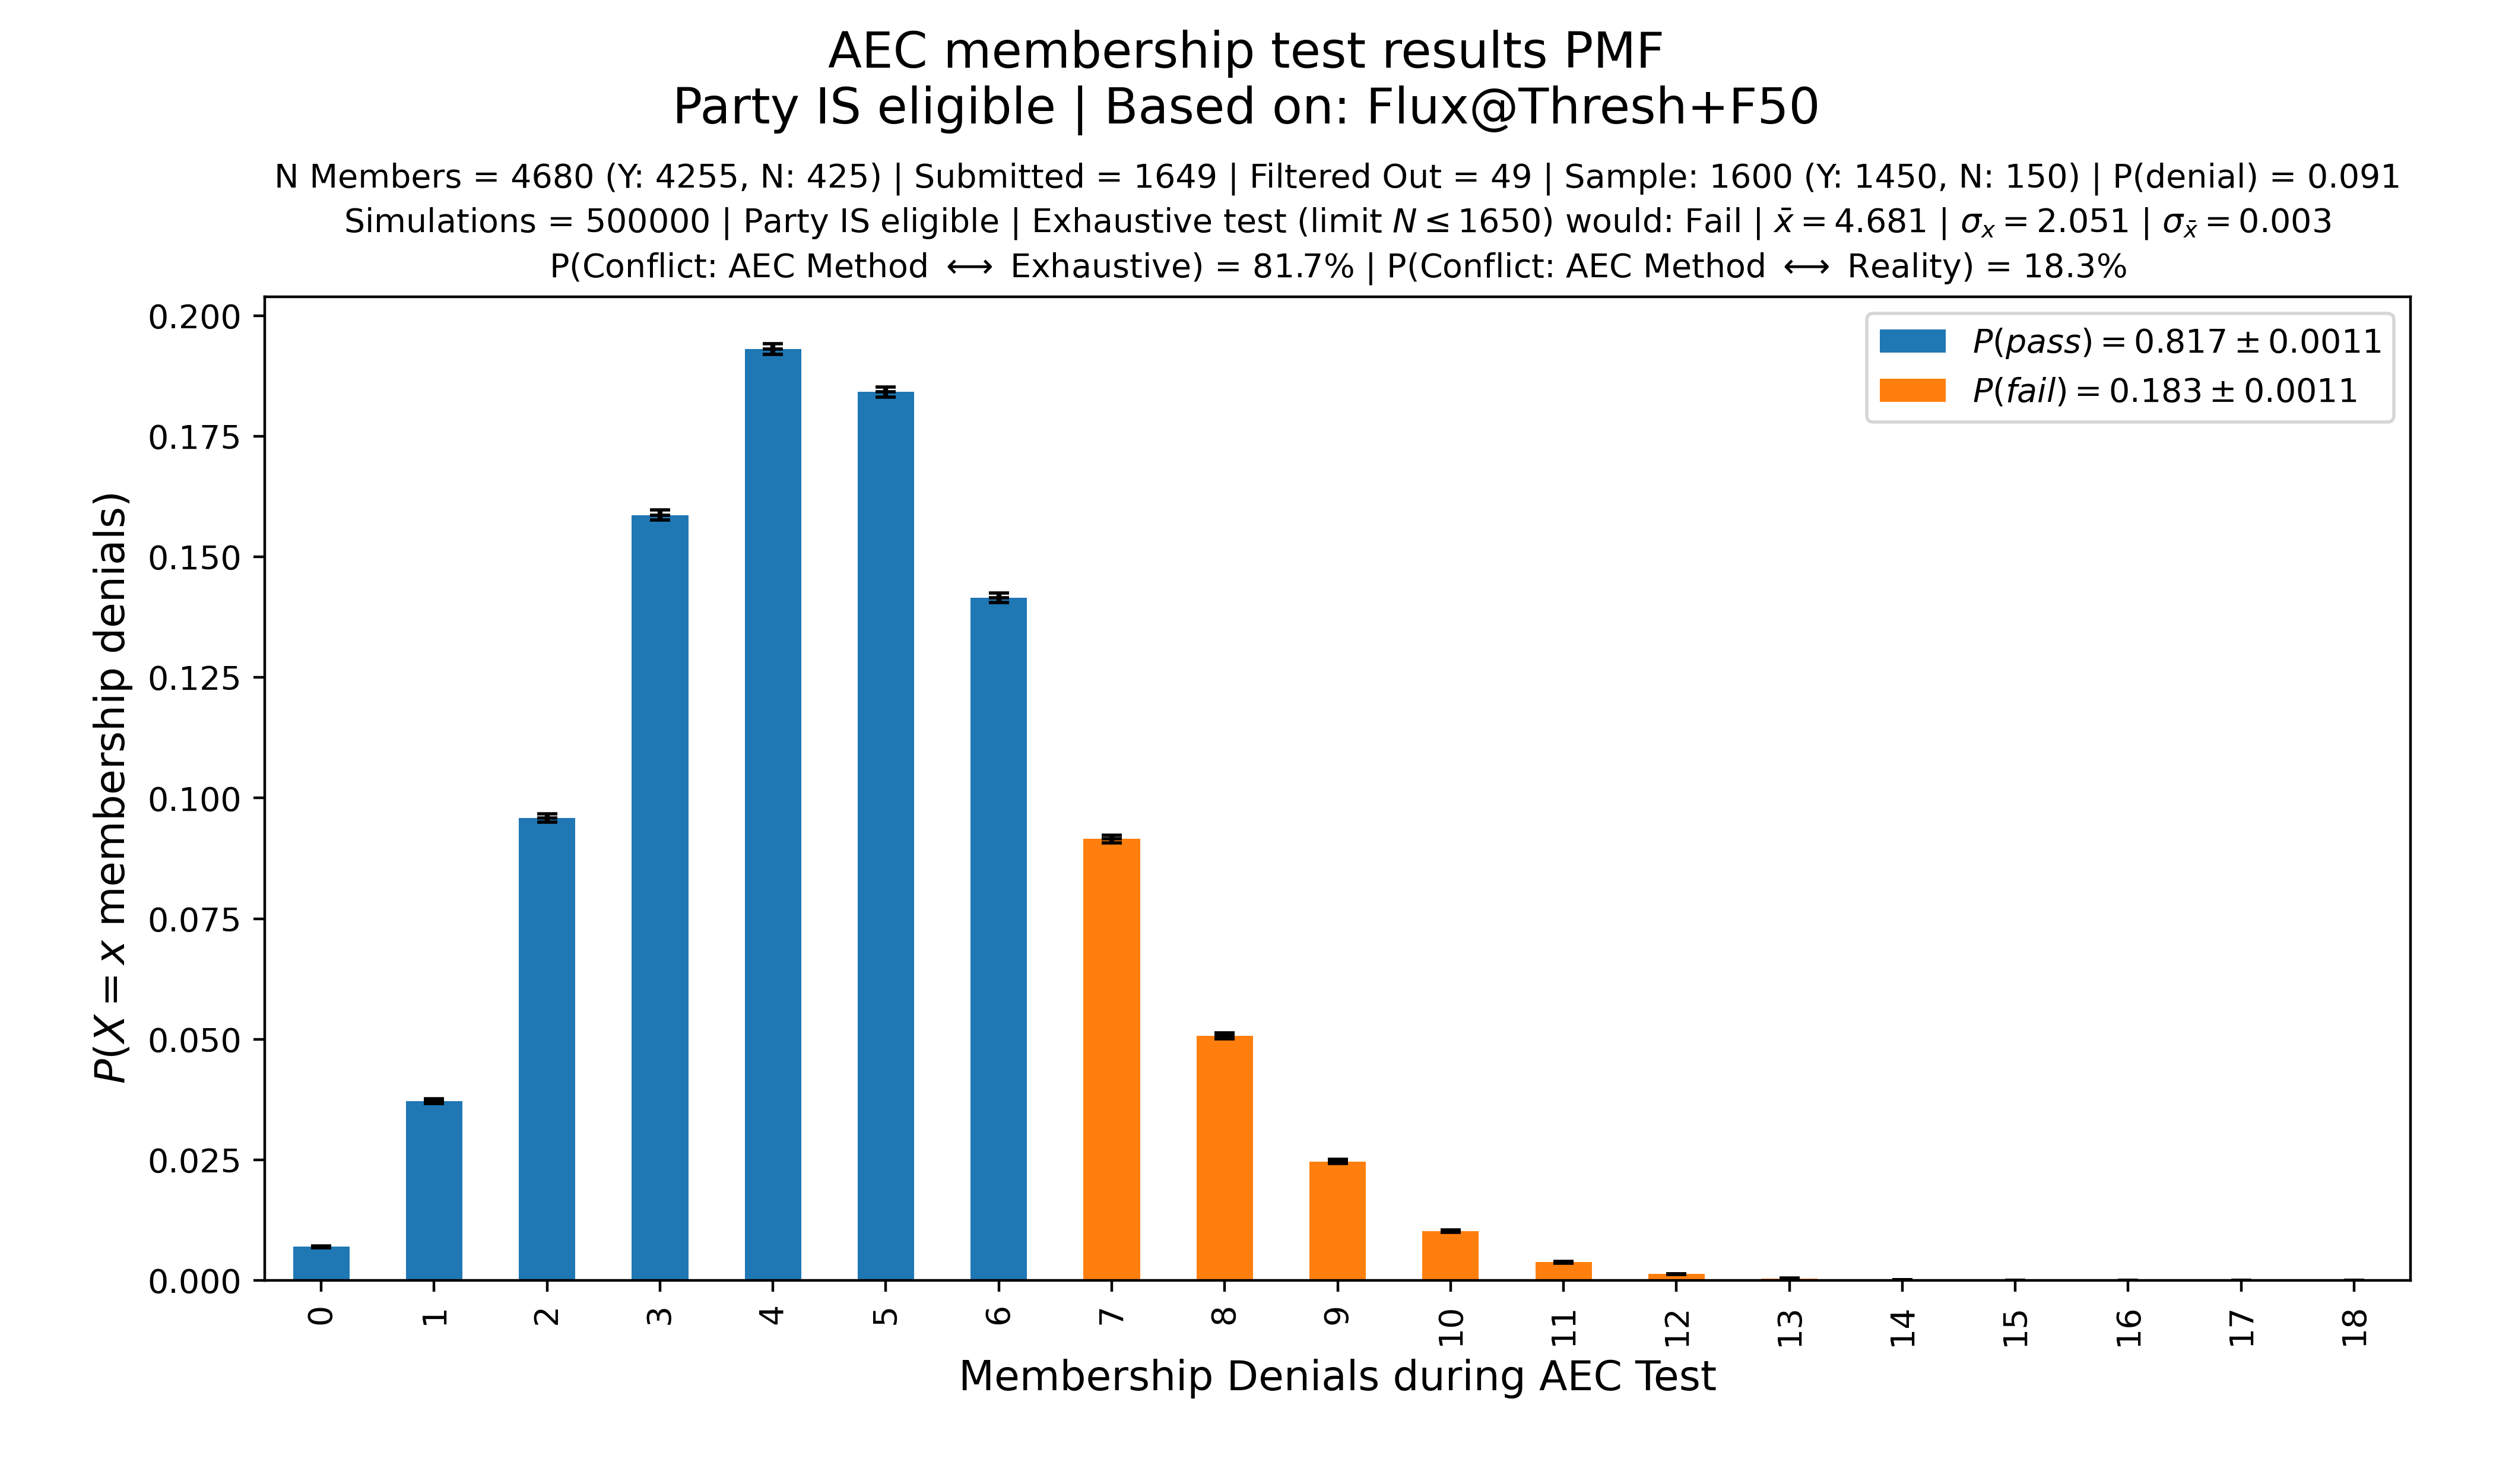 AEC membership test results PMF
Party IS eligible | Based on: Flux@Thresh+F50
N Members = 4680 (Y: 4255, N: 425) | Submitted = 1649 | Filtered Out = 49 | Sample: 1600 (Y: 1450, N: 150) | P(denial) = 0.091
Simulations = 500000 | Party IS eligible | Exhaustive test (limit N ≤ 1650) would: Fail | x̄ = 4.681 | σₓ = 2.051 | σ_x̄ = 0.003
P(Conflict: AEC Method ⟷ Exhaustive) = 81.7% | P(Conflict: AEC Method ⟷ Reality) = 18.3%
P(pass) = 0.817 ± 0.0011
P(fail) = 0.183 ± 0.0011
P(X = x membership denials)
0.200
0.175
0.150
0.125
0.100
0.075
0.050
0.025
0.000
0 1 2 3 4 5 6 7 8 9 10 11 12 13 14 15 16 17 18
Membership Denials during AEC Test